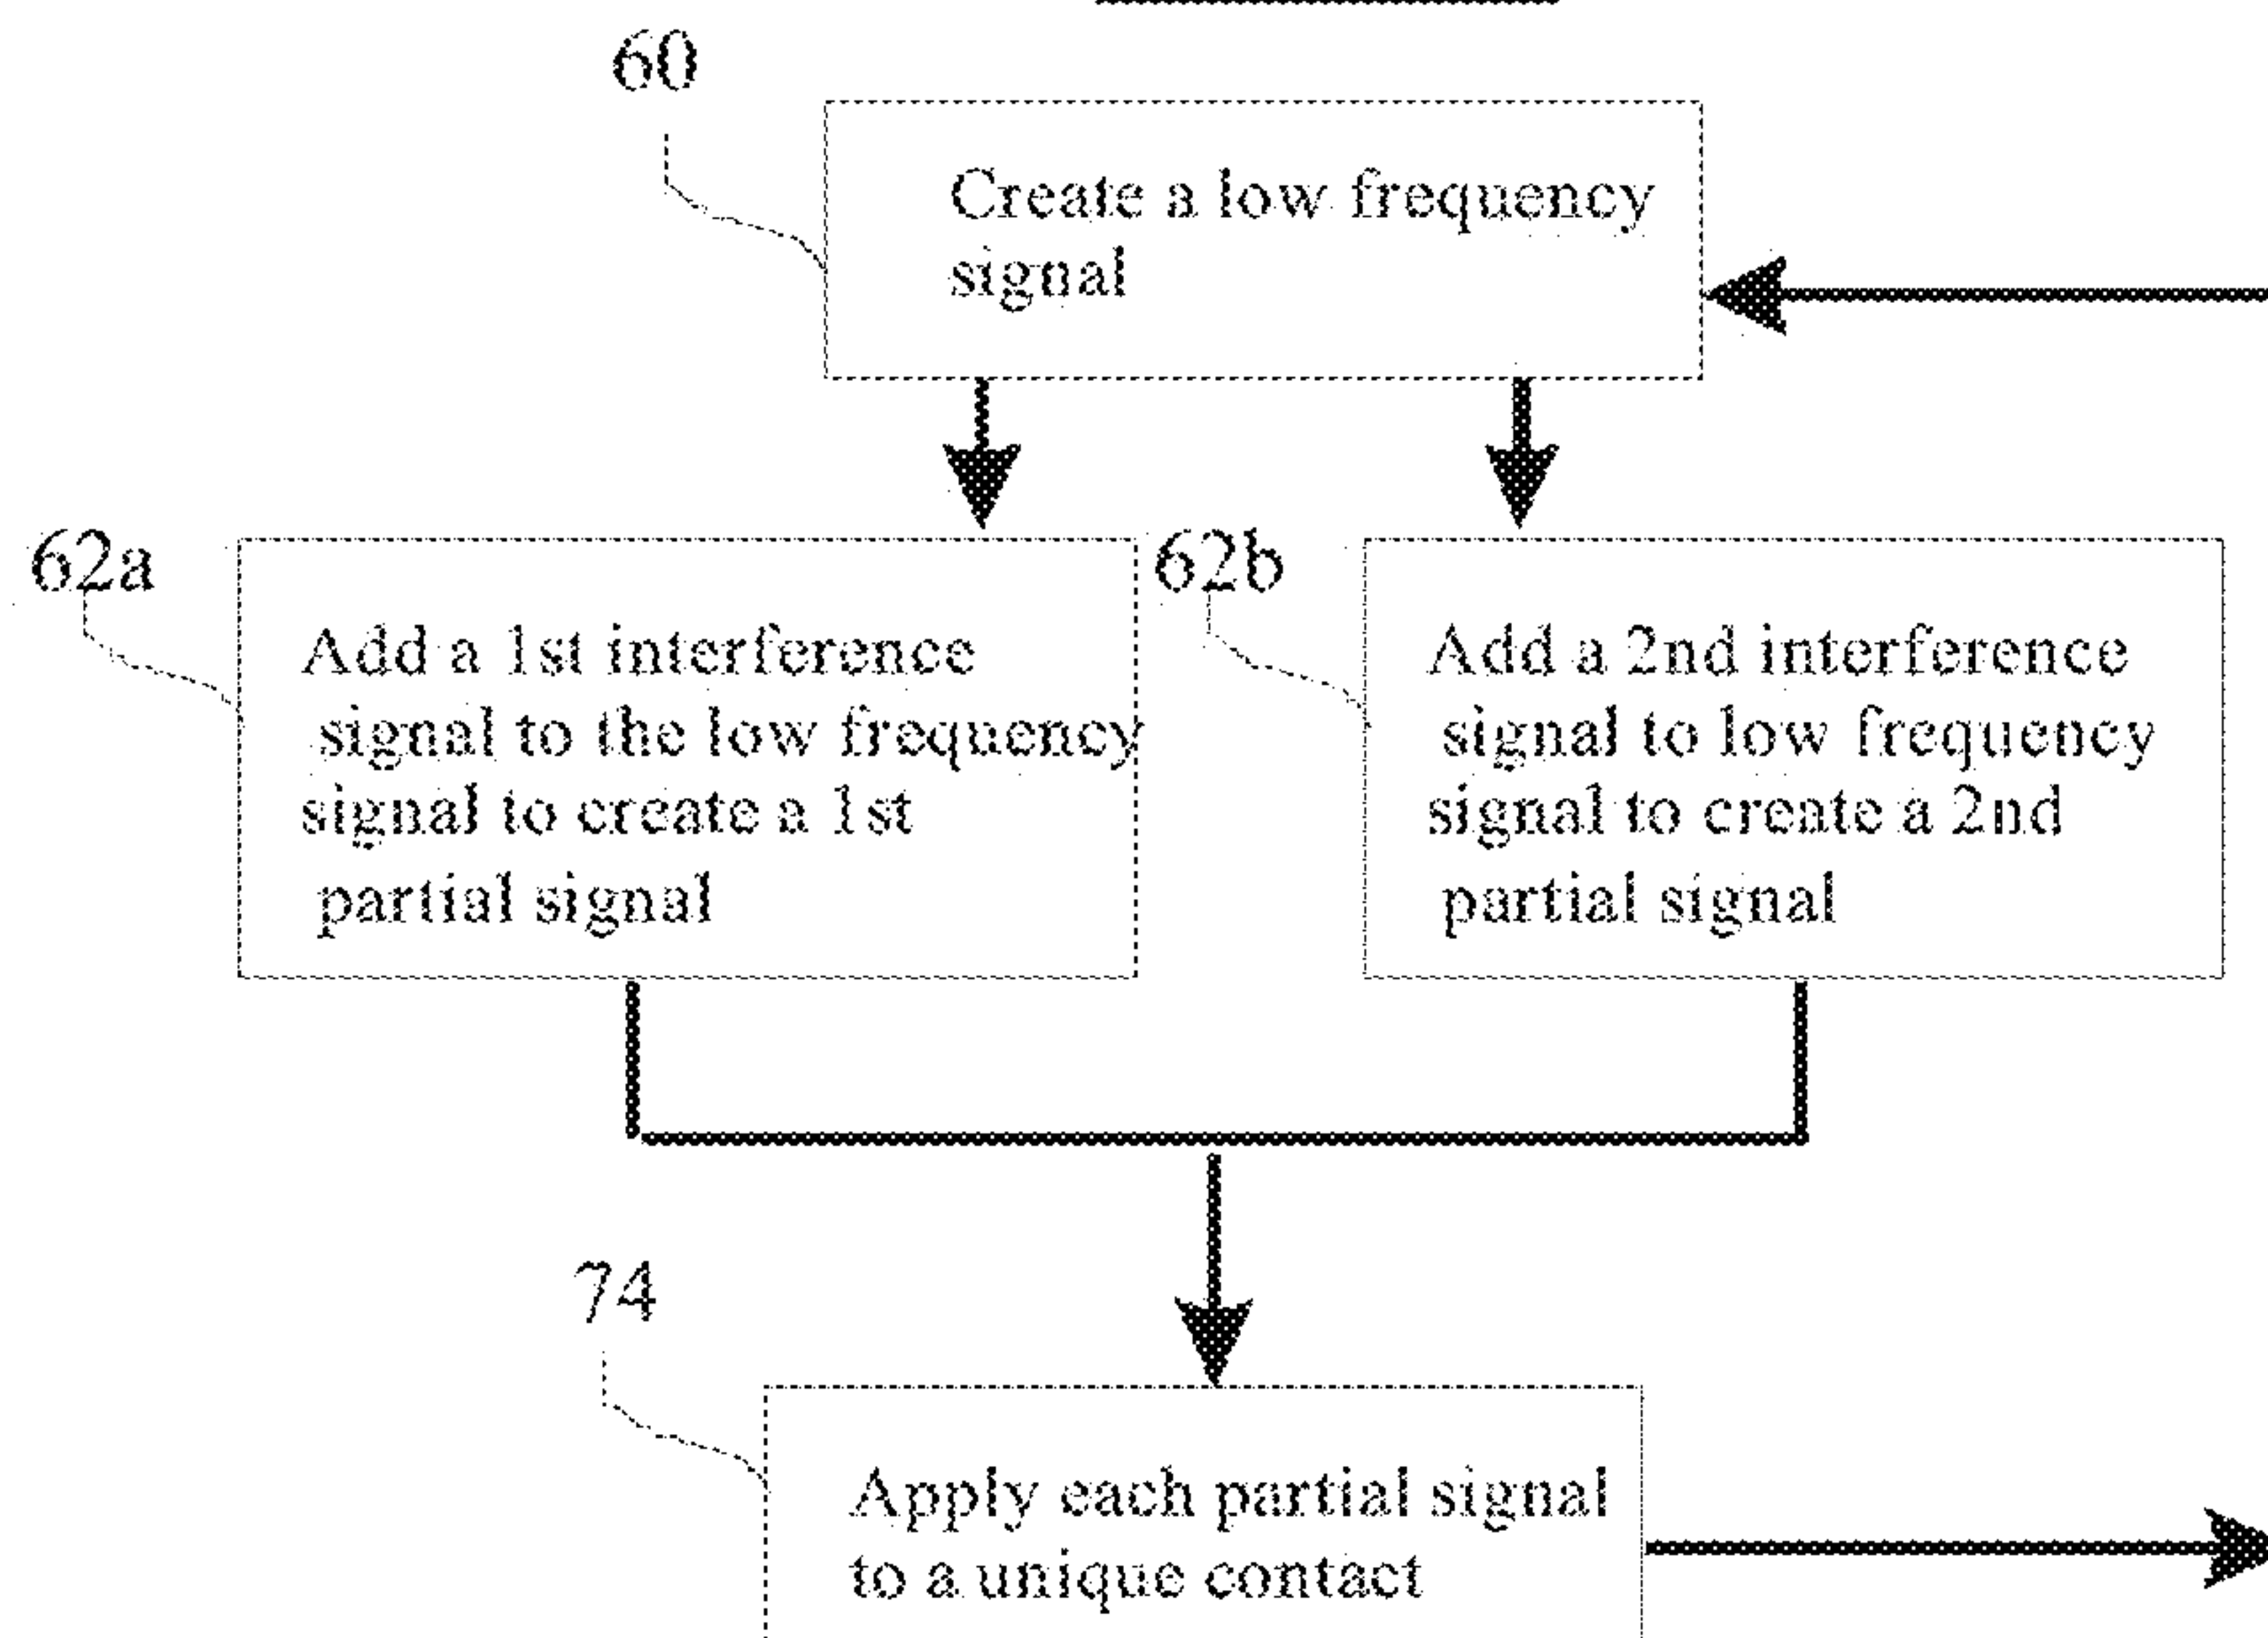 60
Create a low frequency
signal
62a
Add a 1st interference
signal to the low frequency
signal to create a 1st
partial signal
62b
Add a 2nd interference
signal to low frequency
signal to create a 2nd
partial signal
74
Apply each partial signal
to a unique contact